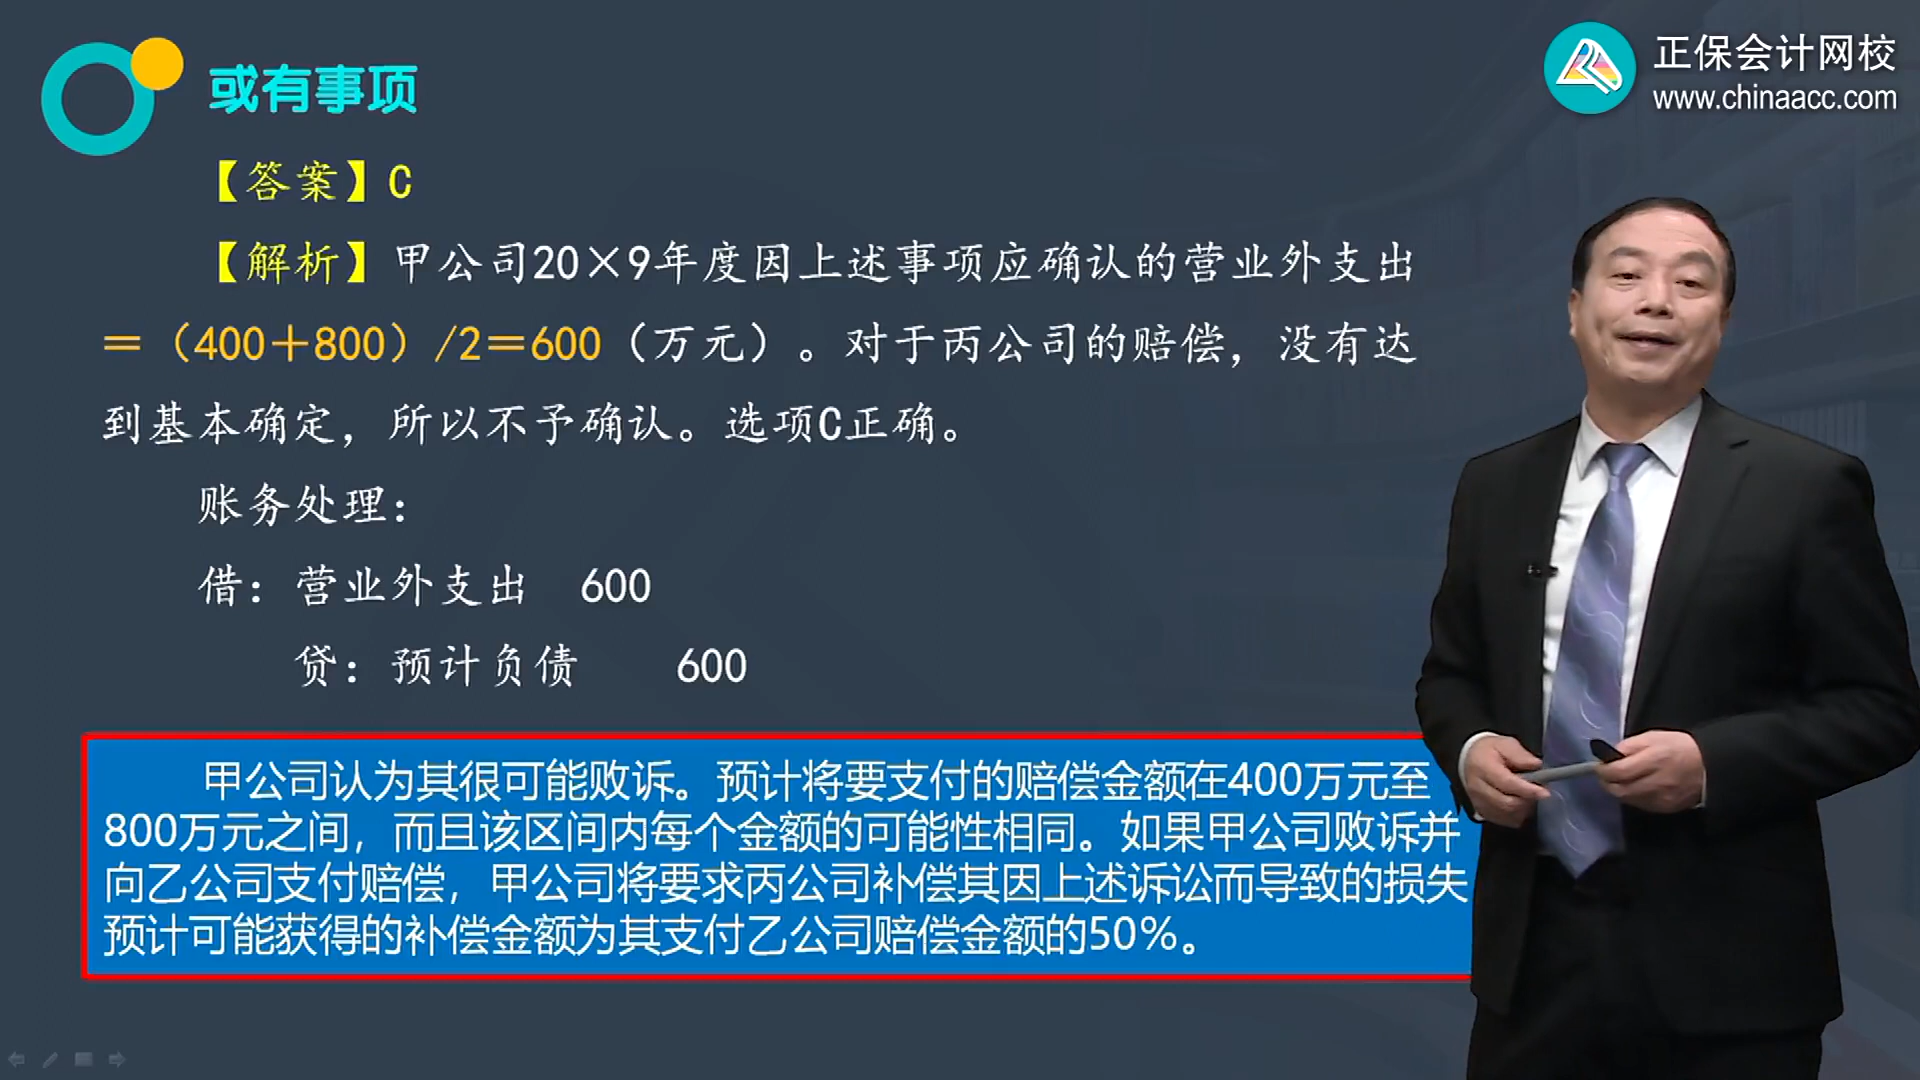 或有事项
正保会计网校
www.chinaacc.com
【答案】C
【解析】甲公司20×9年度因上述事项应确认的营业外支出
＝（400＋800）/2＝600（万元）。对于丙公司的赔偿，没有达
到基本确定，所以不予确认。选项C正确。
账务处理：
借：营业外支出 600
贷：预计负债 600
甲公司认为其很可能败诉。预计将要支付的赔偿金额在400万元至
800万元之间，而且该区间内每个金额的可能性相同。如果甲公司败诉并
向乙公司支付赔偿，甲公司将要求丙公司补偿其因上述诉讼而导致的损失
预计可能获得的补偿金额为其支付乙公司赔偿金额的50%。